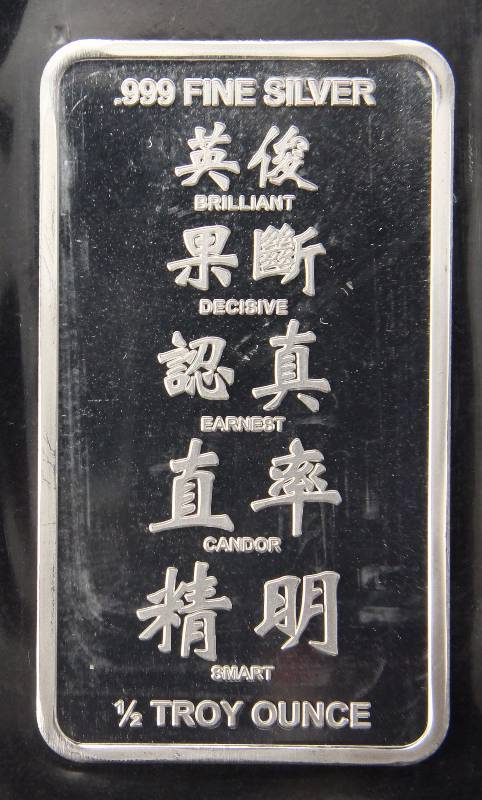 .999 FINE SILVER
英俊
BRILLIANT
果斷
DECISIVE
認真
EARNEST
直率
CANDOR
精明
SMART
½ TROY OUNCE